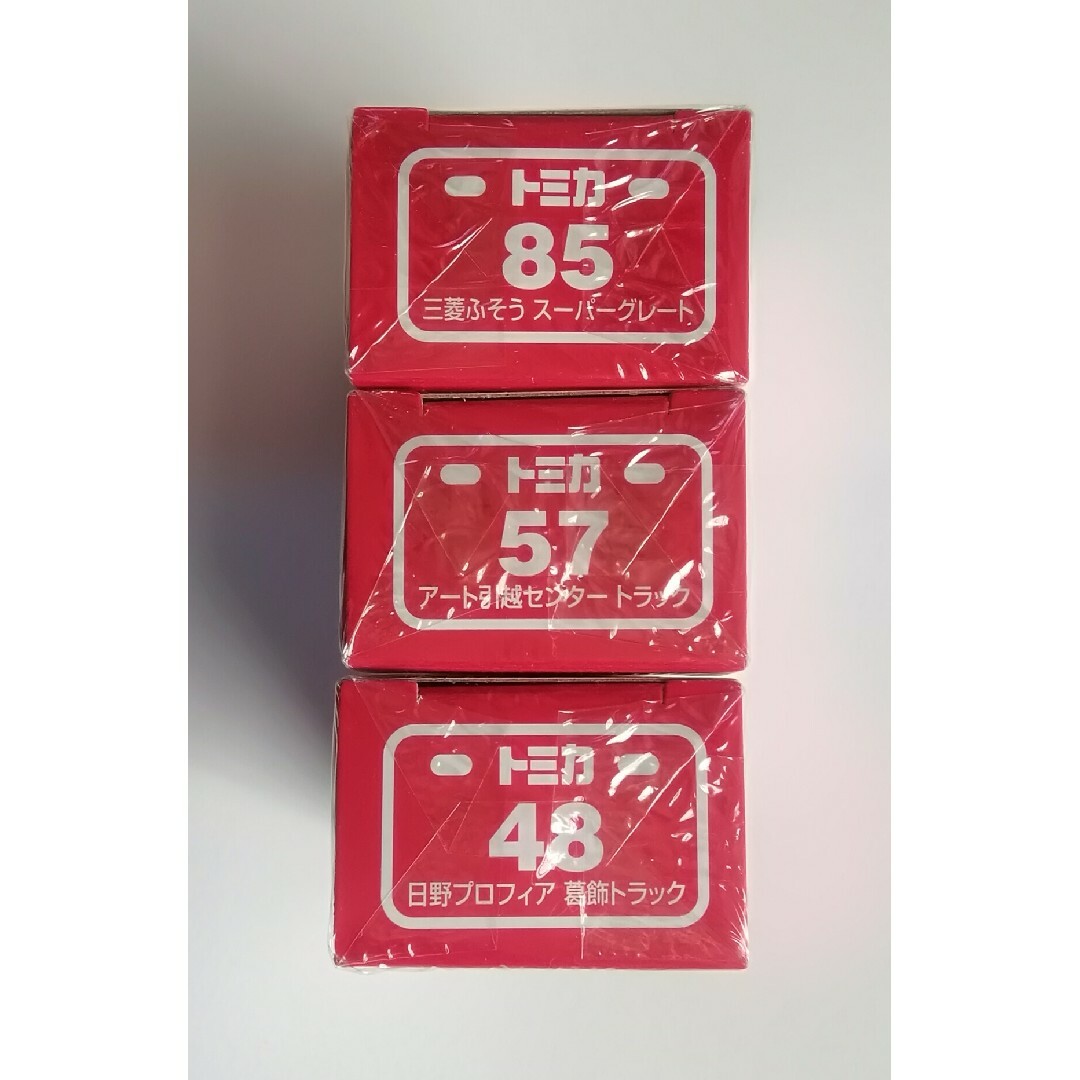 トミカ
85
三菱ふそう スーパーグレート
トミカ
57
アート引越センター トラック
トミカ
48
日野プロフィア 葛飾トラック